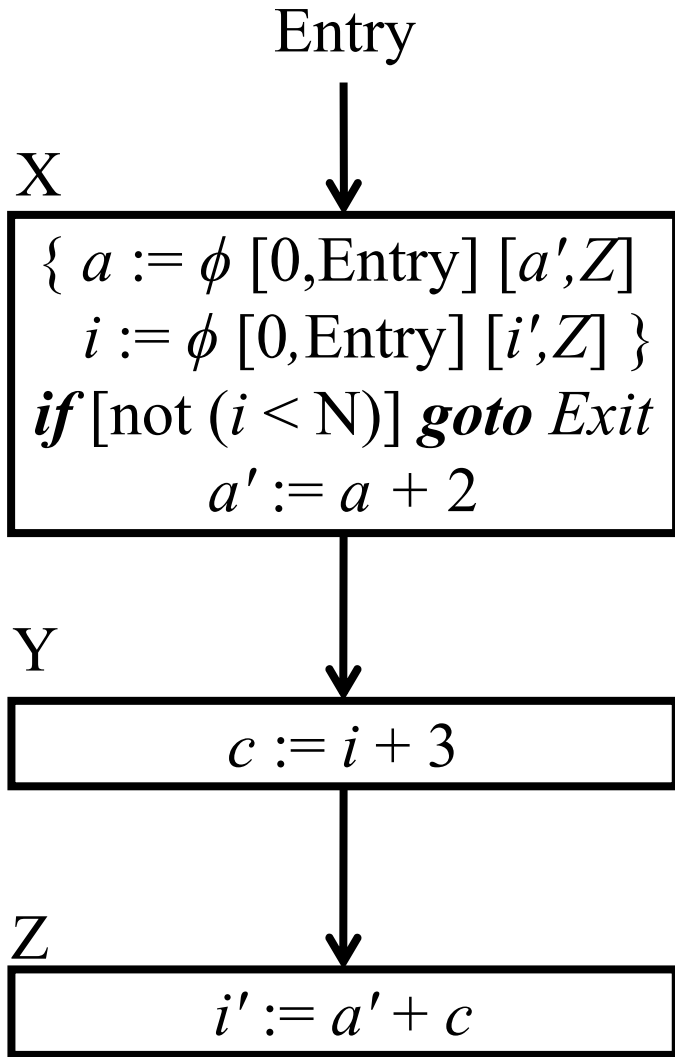 Entry
X
{ a := ϕ [0,Entry] [a′,Z]
i := ϕ [0,Entry] [i′,Z] }
if [not (i < N)] goto Exit
a′ := a + 2
Y
c := i + 3
Z
i′ := a′ + c